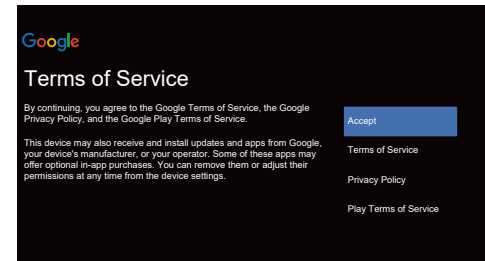 Google
Terms of Service
By continuing, you agree to the Google Terms of Service, the Google
Privacy Policy, and the Google Play Terms of Service.
This device may also receive and install updates and apps from Google,
your device's manufacturer, or your operator. Some of these apps may
offer optional in-app purchases. You can remove them or adjust their
permissions at any time from the device settings.
Accept
Terms of Service
Privacy Policy
Play Terms of Service